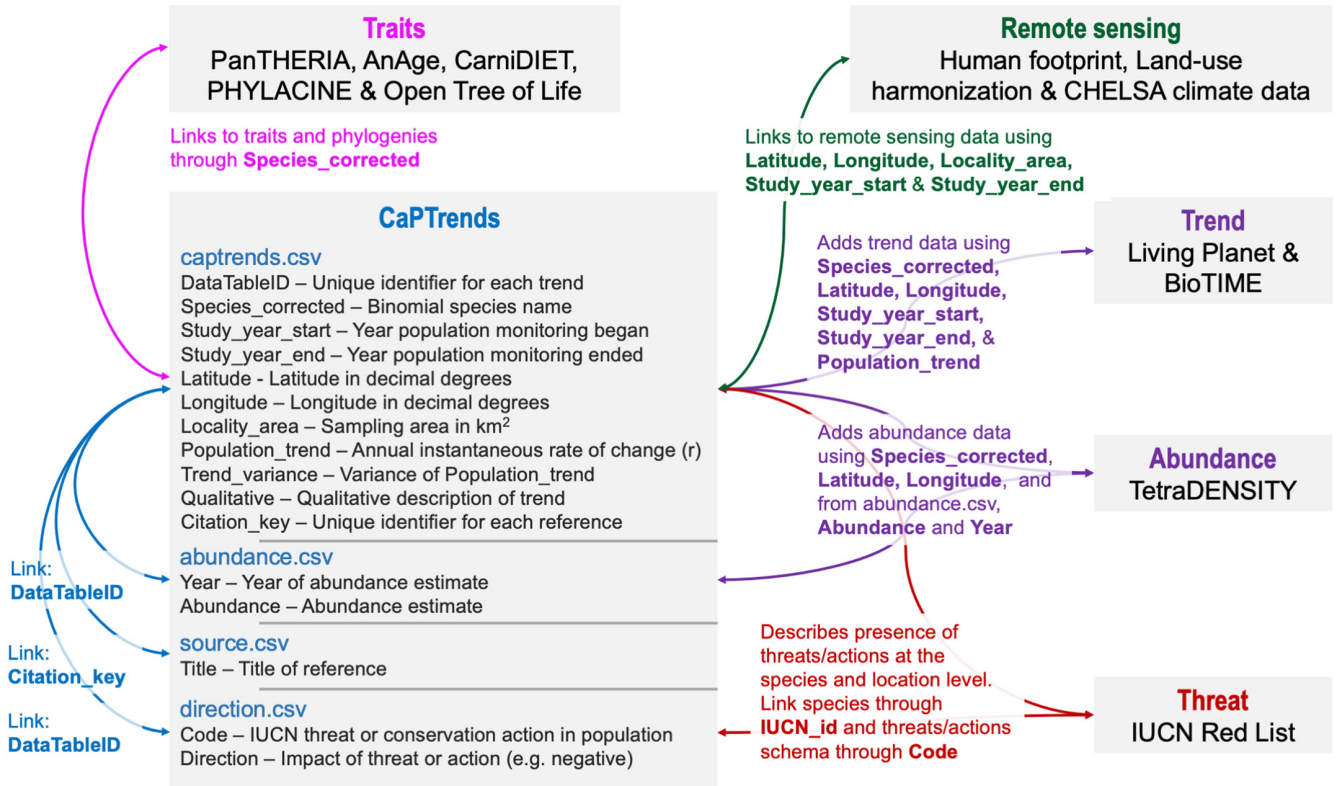 Traits
PanTHERIA, AnAge, CarniDIET,
PHYLACINE & Open Tree of Life
Remote sensing
Human footprint, Land-use
harmonization & CHELSA climate data
Links to traits and phylogenies
through Species_corrected
Links to remote sensing data using
Latitude, Longitude, Locality_area,
Study_year_start & Study_year_end
CaPTrends
captrends.csv
DataTableID – Unique identifier for each trend
Species_corrected – Binomial species name
Study_year_start – Year population monitoring began
Study_year_end – Year population monitoring ended
Latitude - Latitude in decimal degrees
Longitude – Longitude in decimal degrees
Locality_area – Sampling area in km²
Population_trend – Annual instantaneous rate of change (r)
Trend_variance – Variance of Population_trend
Qualitative – Qualitative description of trend
Citation_key – Unique identifier for each reference
abundance.csv
Year – Year of abundance estimate
Abundance – Abundance estimate
source.csv
Title – Title of reference
direction.csv
Code – IUCN threat or conservation action in population
Direction – Impact of threat or action (e.g. negative)
Link:
DataTableID
Link:
Citation_key
Link:
DataTableID
Adds trend data using
Species_corrected,
Latitude, Longitude,
Study_year_start,
Study_year_end, &
Population_trend
Trend
Living Planet &
BioTIME
Adds abundance data
using Species_corrected,
Latitude, Longitude, and
from abundance.csv,
Abundance and Year
Abundance
TetraDENSITY
Describes presence of
threats/actions at the
species and location level.
Link species through
IUCN_id and threats/actions
schema through Code
Threat
IUCN Red List